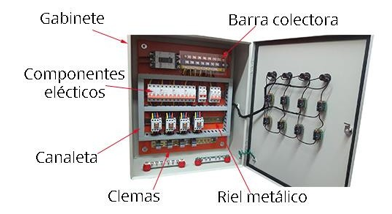 Gabinete
Barra colectora
Componentes
elécticos
Canaleta
Clemas
Riel metálico